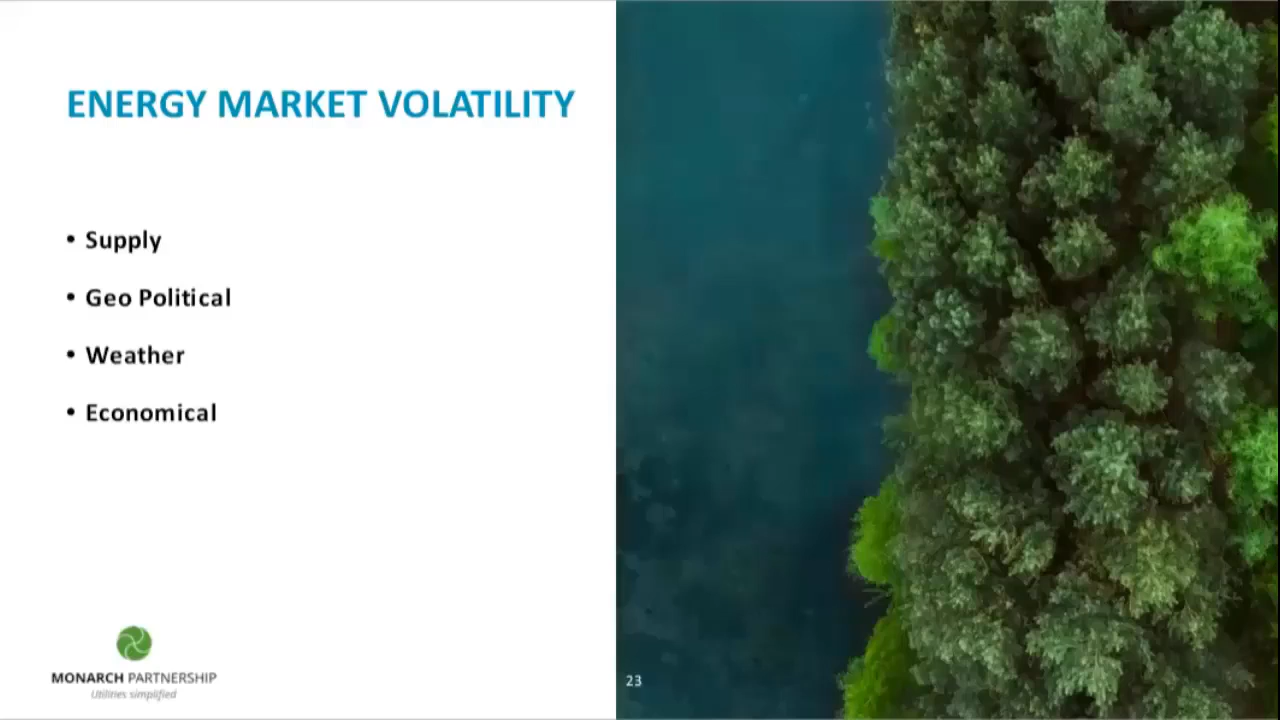 ENERGY MARKET VOLATILITY
• Supply
• Geo Political
• Weather
• Economical
MONARCH PARTNERSHIP
Utilities simplified
23